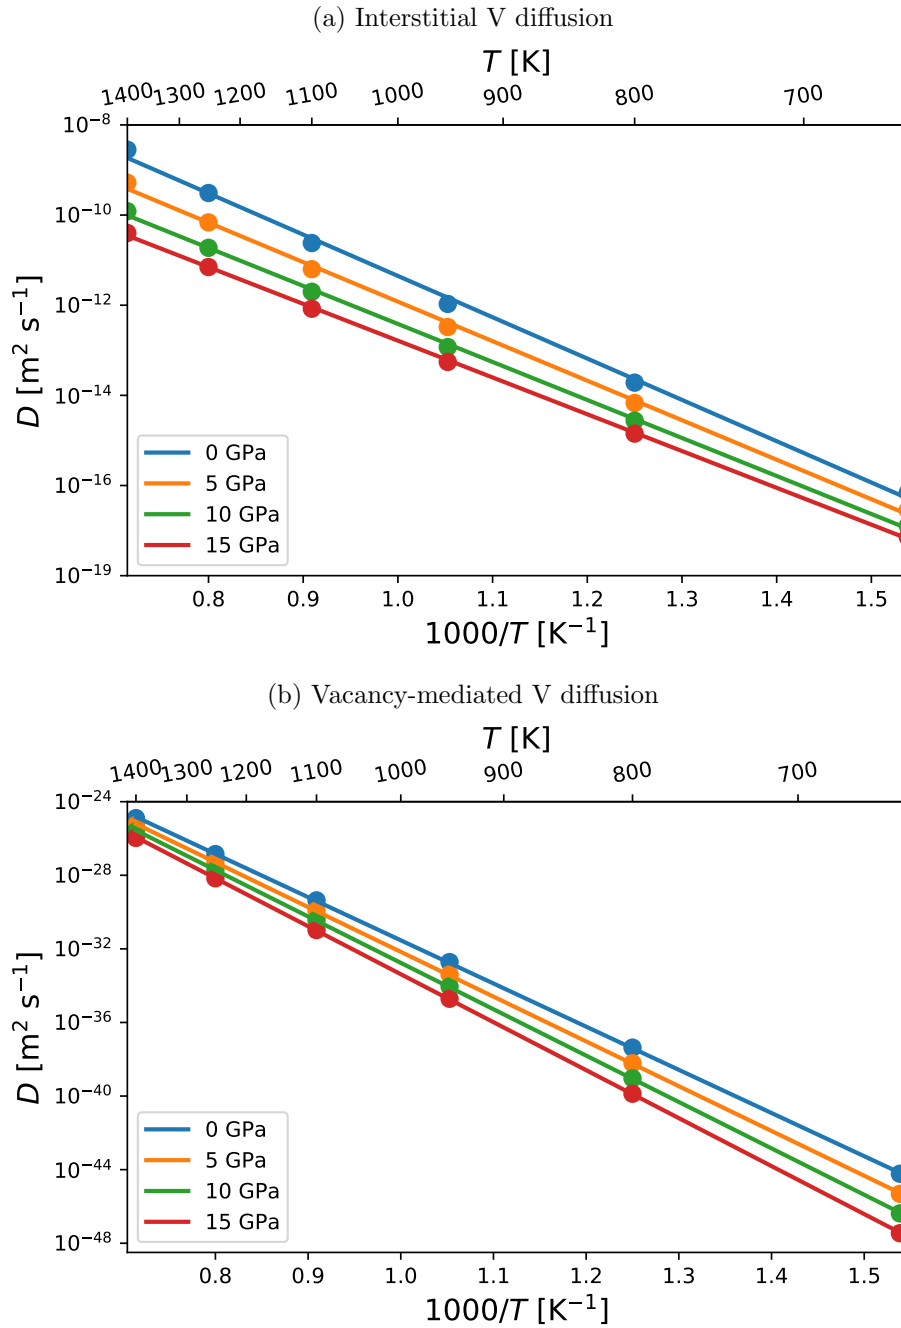 (a) Interstitial V diffusion
T [K]
1400 1300 1200 1100 1000 900 800 700
D [m² s⁻¹]
10⁻⁸
10⁻¹⁰
10⁻¹²
10⁻¹⁴
10⁻¹⁶
10⁻¹⁹
0 GPa
5 GPa
10 GPa
15 GPa
0.8 0.9 1.0 1.1 1.2 1.3 1.4 1.5
1000/T [K⁻¹]
(b) Vacancy-mediated V diffusion
T [K]
1400 1300 1200 1100 1000 900 800 700
D [m² s⁻¹]
10⁻²⁴
10⁻²⁸
10⁻³²
10⁻³⁶
10⁻⁴⁰
10⁻⁴⁴
10⁻⁴⁸
0 GPa
5 GPa
10 GPa
15 GPa
0.8 0.9 1.0 1.1 1.2 1.3 1.4 1.5
1000/T [K⁻¹]